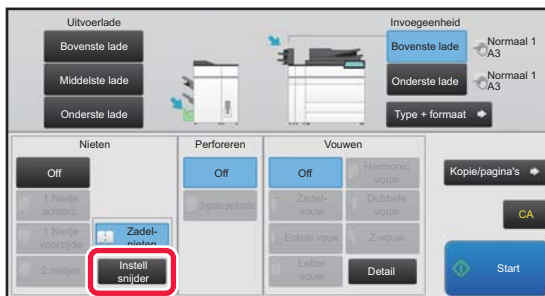 Uitvoerlade
Bovenste lade
Middelste lade
Onderste lade
Invoegeenheid
Bovenste lade
Normaal 1
A3
Onderste lade
Normaal 1
A3
Type + formaat
Nieten
Off
1 Nietje
achterz.
1 Nietje
voorzijde
2 nietjes
Zadel-
nieten
Instell
snijder
Perforeren
Off
2-gaats perforatie
Vouwen
Off
Harmonic
vouw
Zadel-
vouw
Dubbele
vouw
Enkele vouw
Z-vouw
Letter
vouw
Detail
Kopie/pagina's
CA
Start